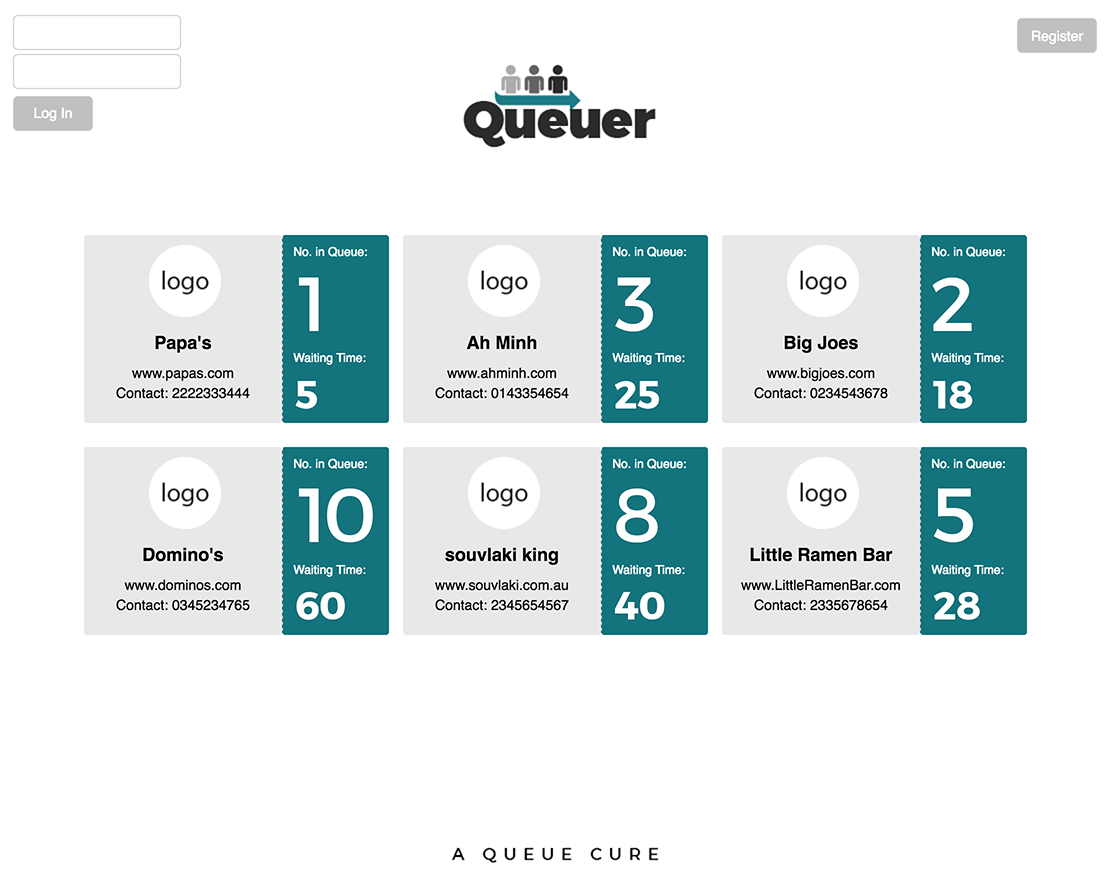 Register
Log In
Queuer
logo
Papa's
www.papas.com
Contact: 2222333444
No. in Queue:
1
Waiting Time:
5
logo
Ah Minh
www.ahminh.com
Contact: 0143354654
No. in Queue:
3
Waiting Time:
25
logo
Big Joes
www.bigjoes.com
Contact: 0234543678
No. in Queue:
2
Waiting Time:
18
logo
Domino's
www.dominos.com
Contact: 0345234765
No. in Queue:
10
Waiting Time:
60
logo
souvlaki king
www.souvlaki.com.au
Contact: 2345654567
No. in Queue:
8
Waiting Time:
40
logo
Little Ramen Bar
www.LittleRamenBar.com
Contact: 2335678654
No. in Queue:
5
Waiting Time:
28
A QUEUE CURE